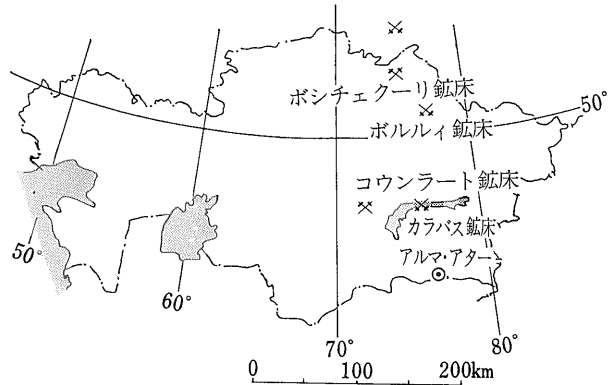 ボシチェクーリ鉱床
50°
ボルルィ鉱床
コウンラート鉱床
カラバス鉱床
アルマ・アター
50°
60°
70°
80°
0 100 200km